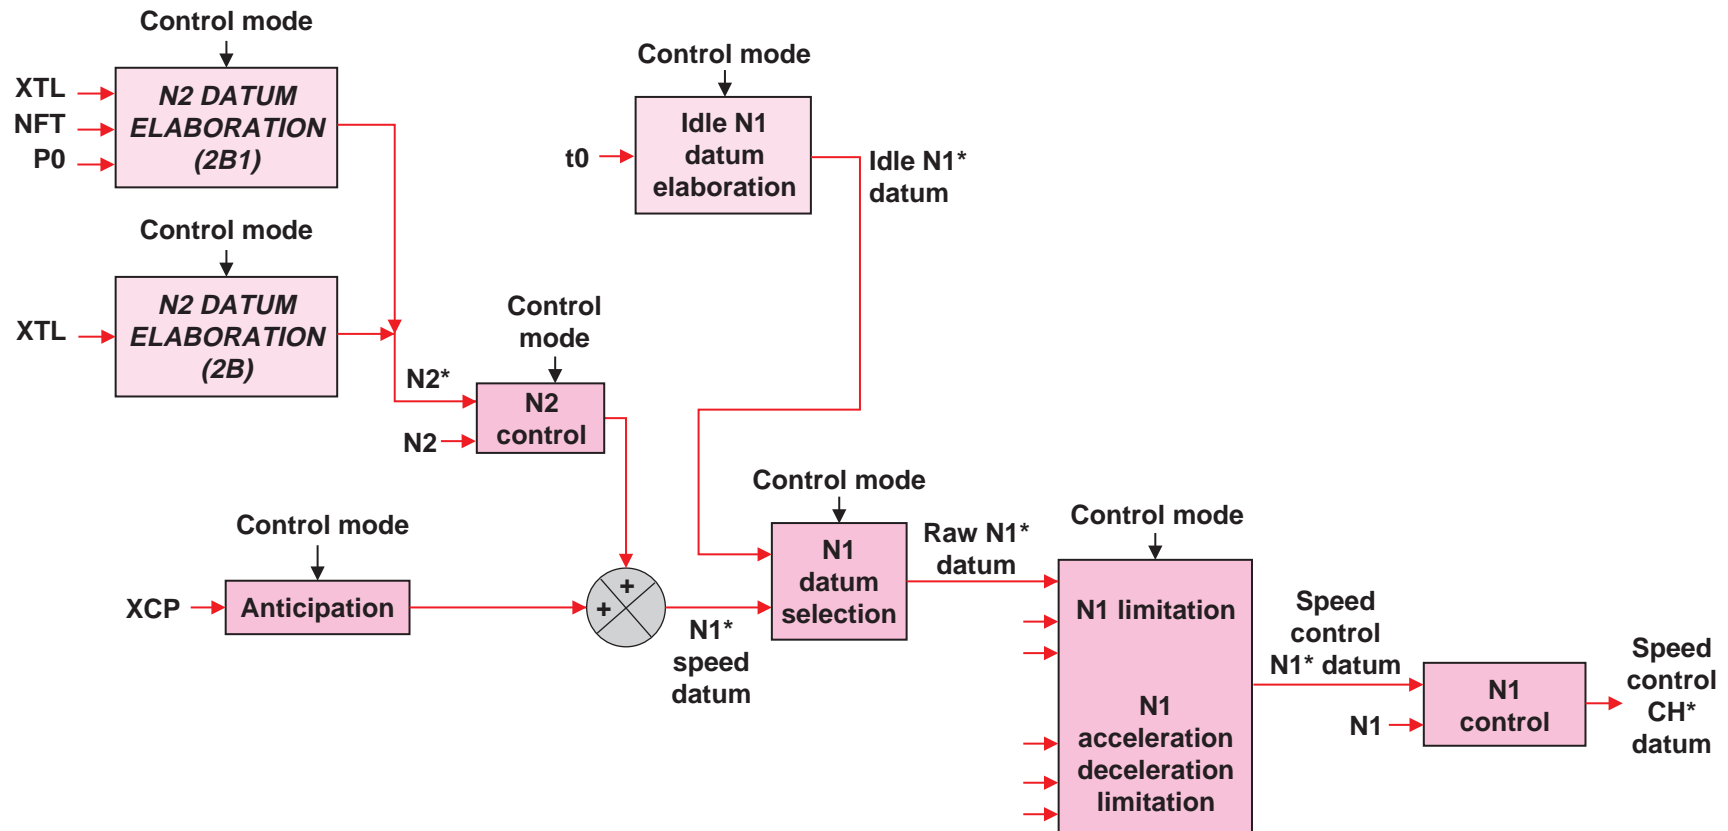 Control mode
XTL
NFT
P0
N2 DATUM
ELABORATION
(2B1)
Control mode
t0
Idle N1
datum
elaboration
Idle N1*
datum
Control mode
XTL
N2 DATUM
ELABORATION
(2B)
Control
mode
N2*
N2
N2
control
Control mode
XCP
Anticipation
+
+
N1*
speed
datum
Control mode
N1
datum
selection
Raw N1*
datum
Control mode
N1 limitation
N1
acceleration
deceleration
limitation
Speed
control
N1* datum
N1
N1
control
Speed
control
CH*
datum